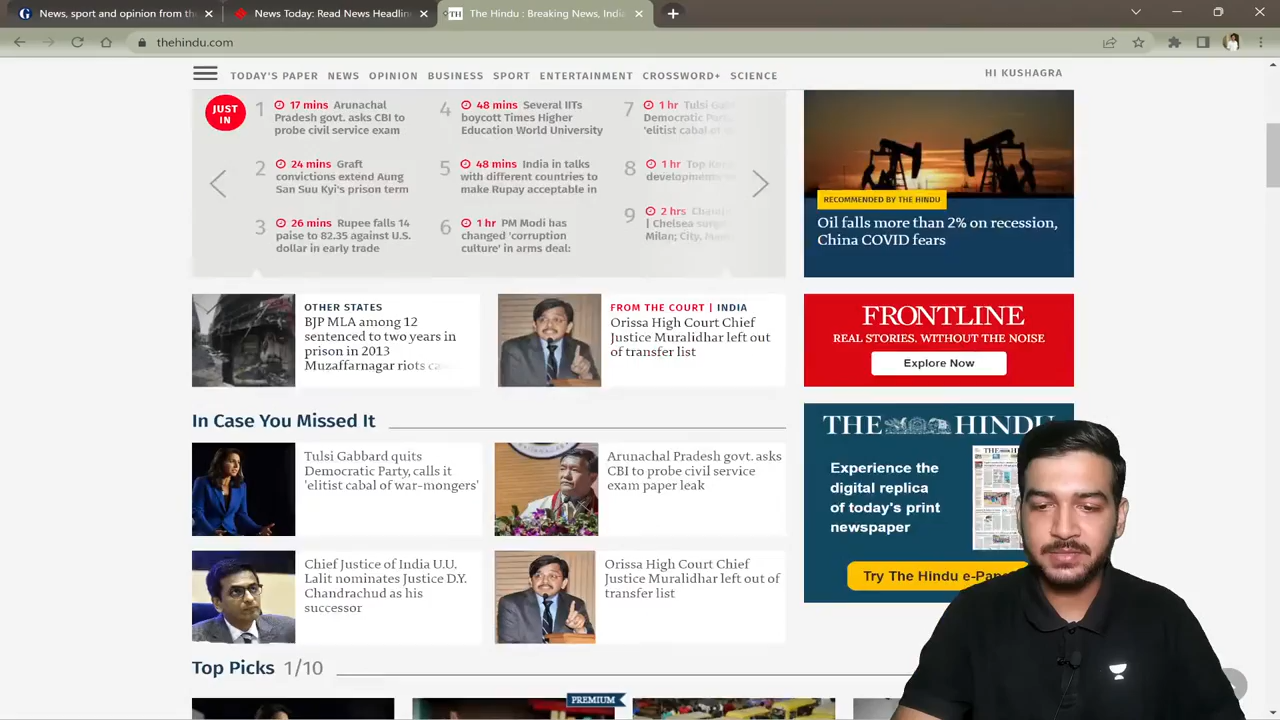 News, sport and opinion from t
News Today: Read News Headlin
TH The Hindu : Breaking News, India
thehindu.com
TODAY'S PAPER NEWS OPINION BUSINESS SPORT ENTERTAINMENT CROSSWORD+ SCIENCE
HI KUSHAGRA
JUST
IN
1 17 mins Arunachal
Pradesh govt. asks CBI to
probe civil service exam
2 24 mins Graft
convictions extend Aung
San Suu Kyi's prison term
3 26 mins Rupee falls 14
paise to 82.35 against U.S.
dollar in early trade
4 48 mins Several IITs
boycott Times Higher
Education World University
5 48 mins India in talks
with different countries to
make Rupay acceptable in
6 1 hr PM Modi has
changed 'corruption
culture' in arms deal:
7 1 hr Tulsi
Democratic
'elitist cabal of
8 1 hr Top
9 2 hrs
| Chelsea
Milan; City,
RECOMMENDED BY THE HINDU
Oil falls more than 2% on recession,
China COVID fears
OTHER STATES
BJP MLA among 12
sentenced to two years in
prison in 2013
Muzaffarnagar riots
FROM THE COURT | INDIA
Orissa High Court Chief
Justice Muralidhar left out
of transfer list
FRONTLINE
REAL STORIES. WITHOUT THE NOISE
Explore Now
In Case You Missed It
Tulsi Gabbard quits
Democratic Party, calls it
'elitist cabal of war-mongers'
Arunachal Pradesh govt. asks
CBI to probe civil service
exam paper leak
Chief Justice of India U.U.
Lalit nominates Justice D.Y.
Chandrachud as his
successor
Orissa High Court Chief
Justice Muralidhar left out of
transfer list
THE HINDU
Experience the
digital replica
of today's print
newspaper
Try The Hindu e-Pap
Top Picks 1/10
PREMIUM